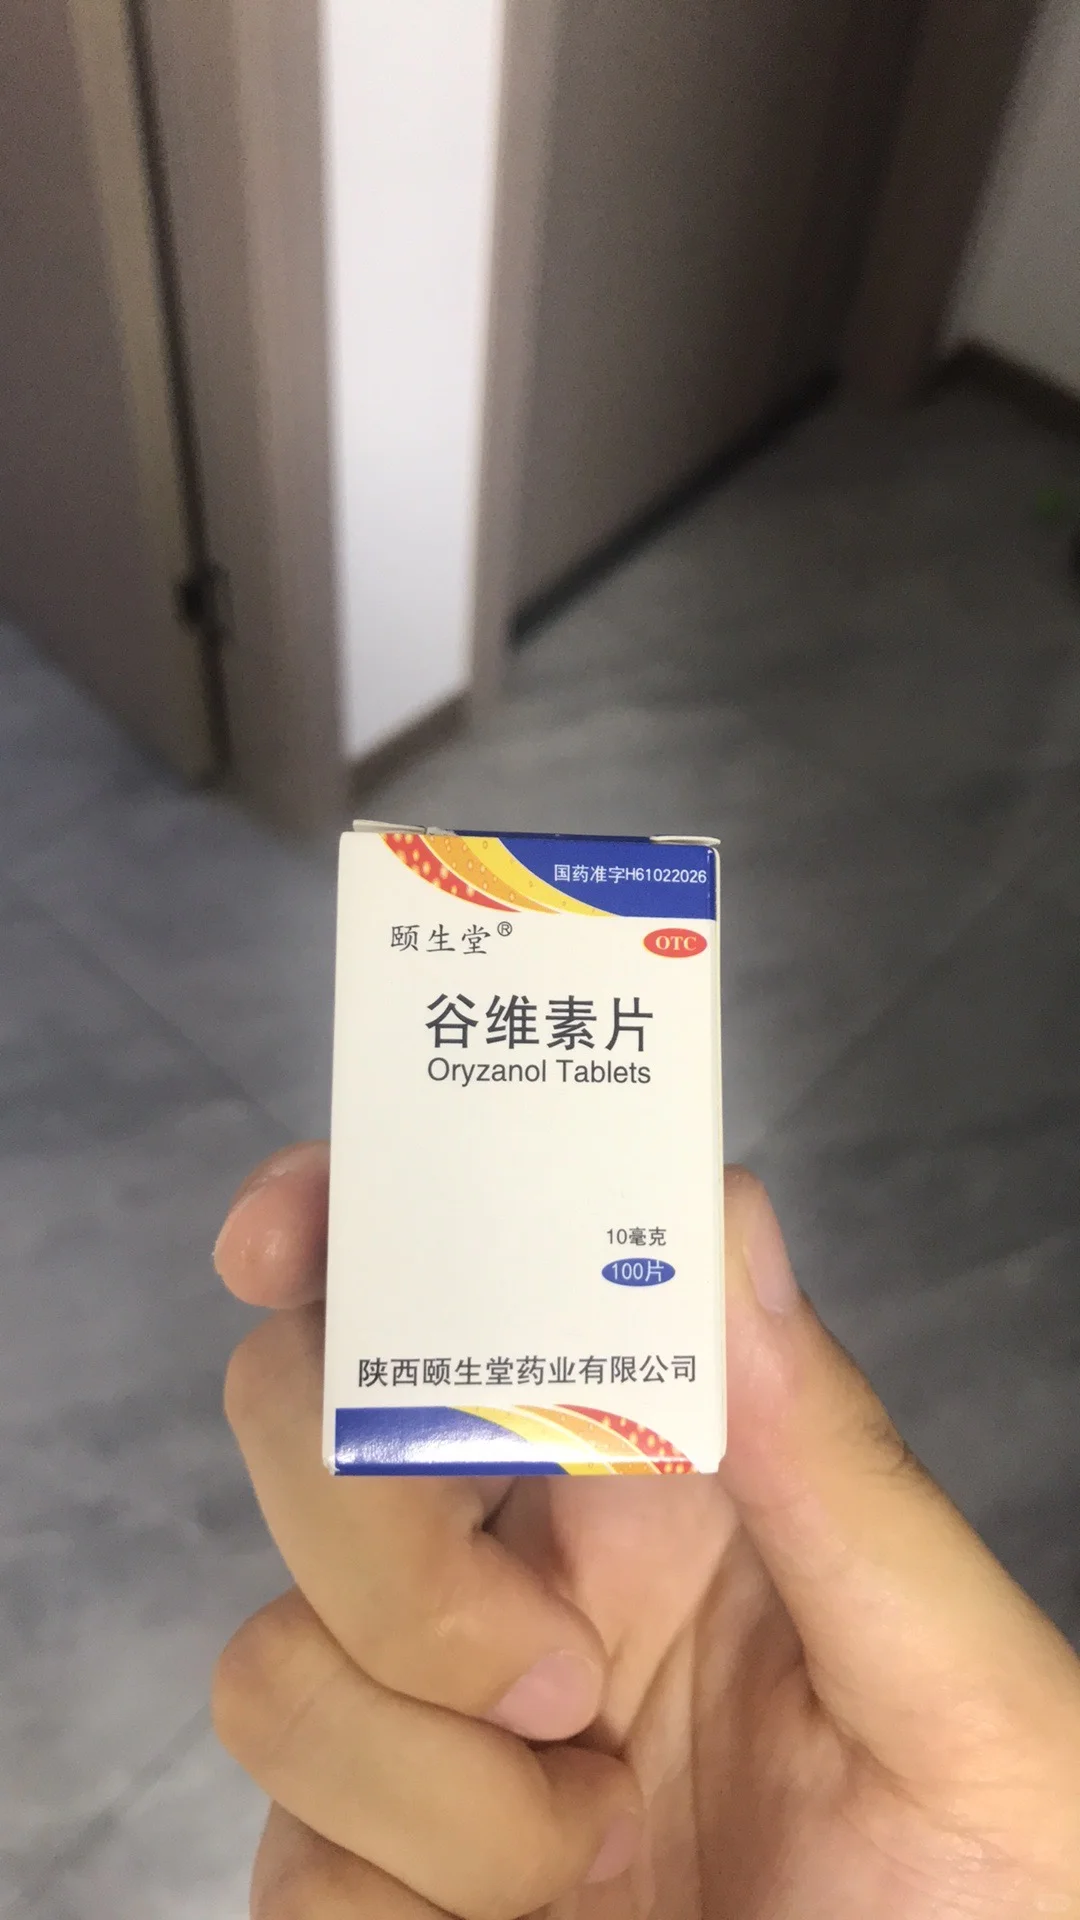 国药准字H61022026
颐生堂®
OTC
谷维素片
Oryzanol Tablets
10毫克
100片
陕西颐生堂药业有限公司